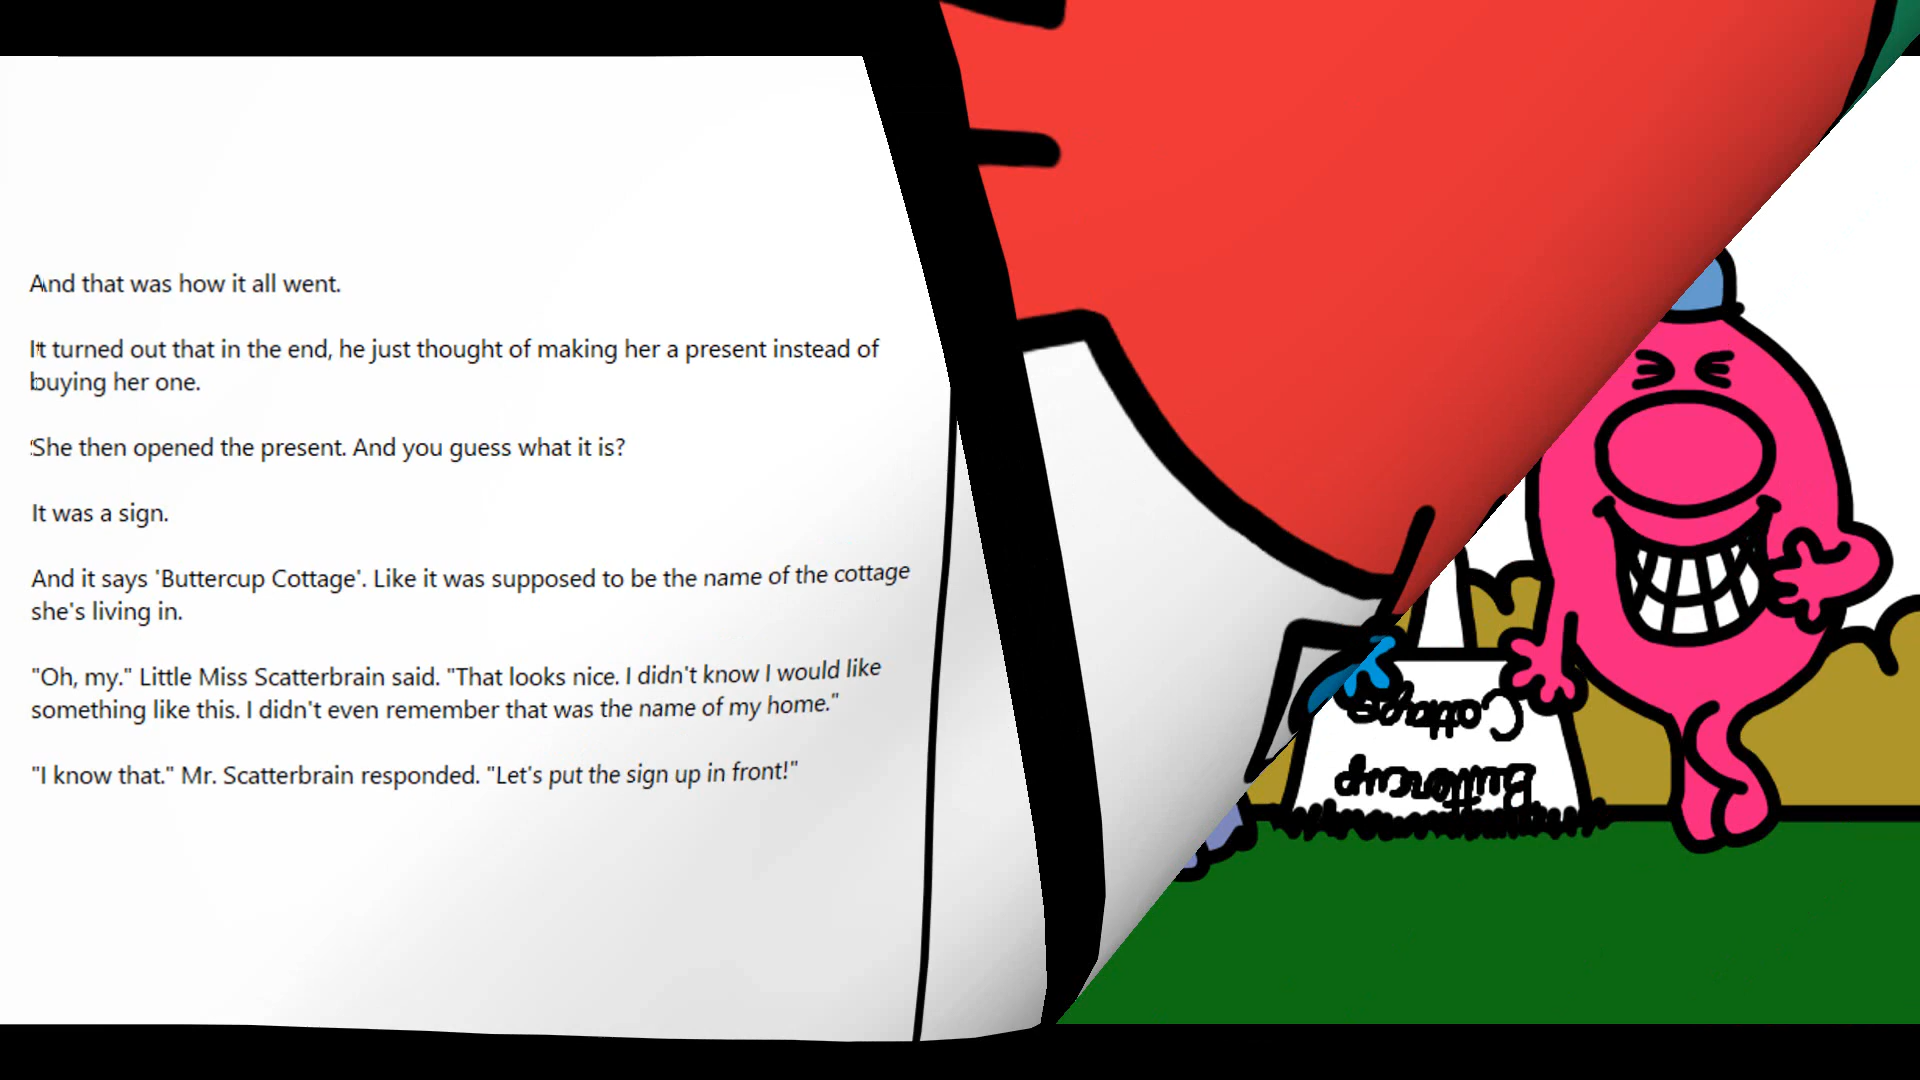 And that was how it all went.
It turned out that in the end, he just thought of making her a present instead of
buying her one.
She then opened the present. And you guess what it is?
It was a sign.
And it says 'Buttercup Cottage'. Like it was supposed to be the name of the cottage
she's living in.
"Oh, my." Little Miss Scatterbrain said. "That looks nice. I didn't know I would like
something like this. I didn't even remember that was the name of my home."
"I know that." Mr. Scatterbrain responded. "Let's put the sign up in front!"
Buttercup
Cottage